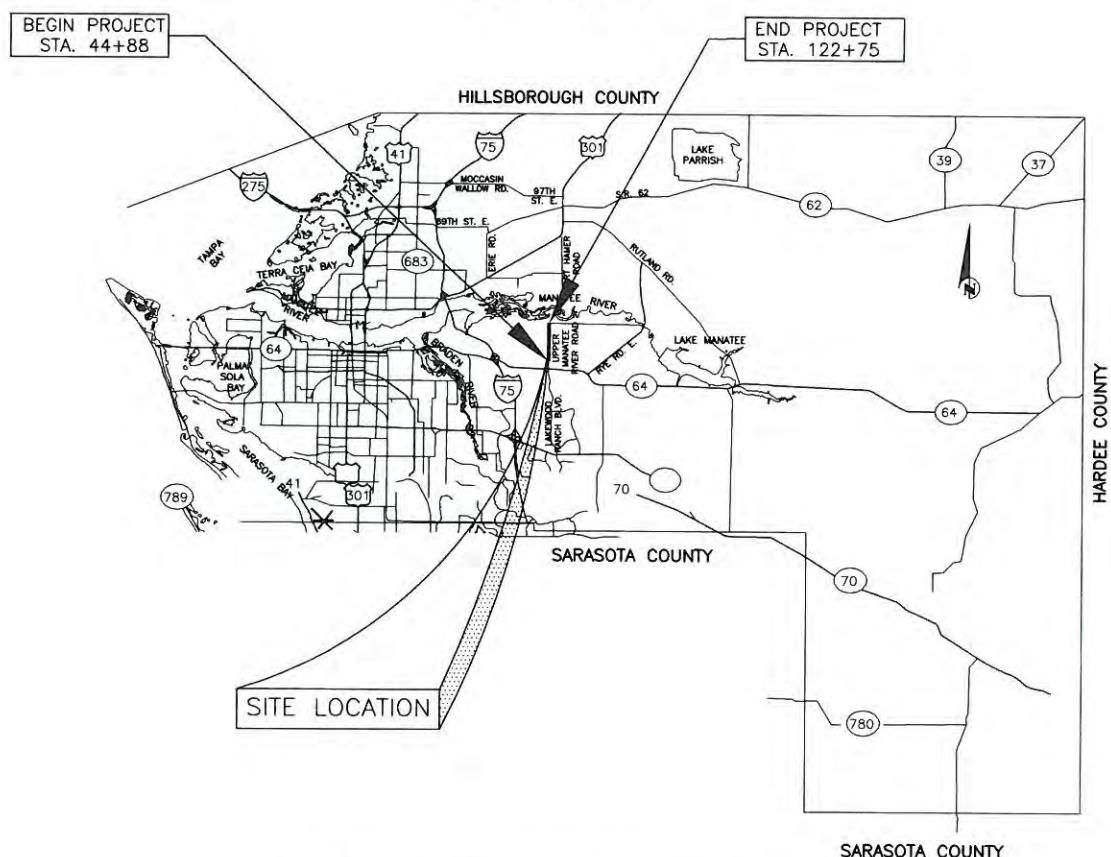 BEGIN PROJECT
STA. 44+88
END PROJECT
STA. 122+75
HILLSBOROUGH COUNTY
41
75
301
LAKE
PARRISH
39
37
275
MOCCASIN
WALLOW RD.
97TH
ST. E.
S.R. 62
62
69TH ST. E.
ERIE RD.
TAMPA
BAY
TERRA CEIA BAY
683
RT HAMER
ROAD
RUTLAND RD.
MANATEE RIVER
RIVER
64
PALMA
SOLA
BAY
BRADEN
RIVER
75
UPPER
MANATEE
RIVER ROAD
RYE RD. E.
LAKE MANATEE
64
64
LAKEWOOD
RANCH BLVD.
SARASOTA BAY
41
301
789
70
HARDEE COUNTY
SARASOTA COUNTY
70
SITE LOCATION
780
SARASOTA COUNTY
N